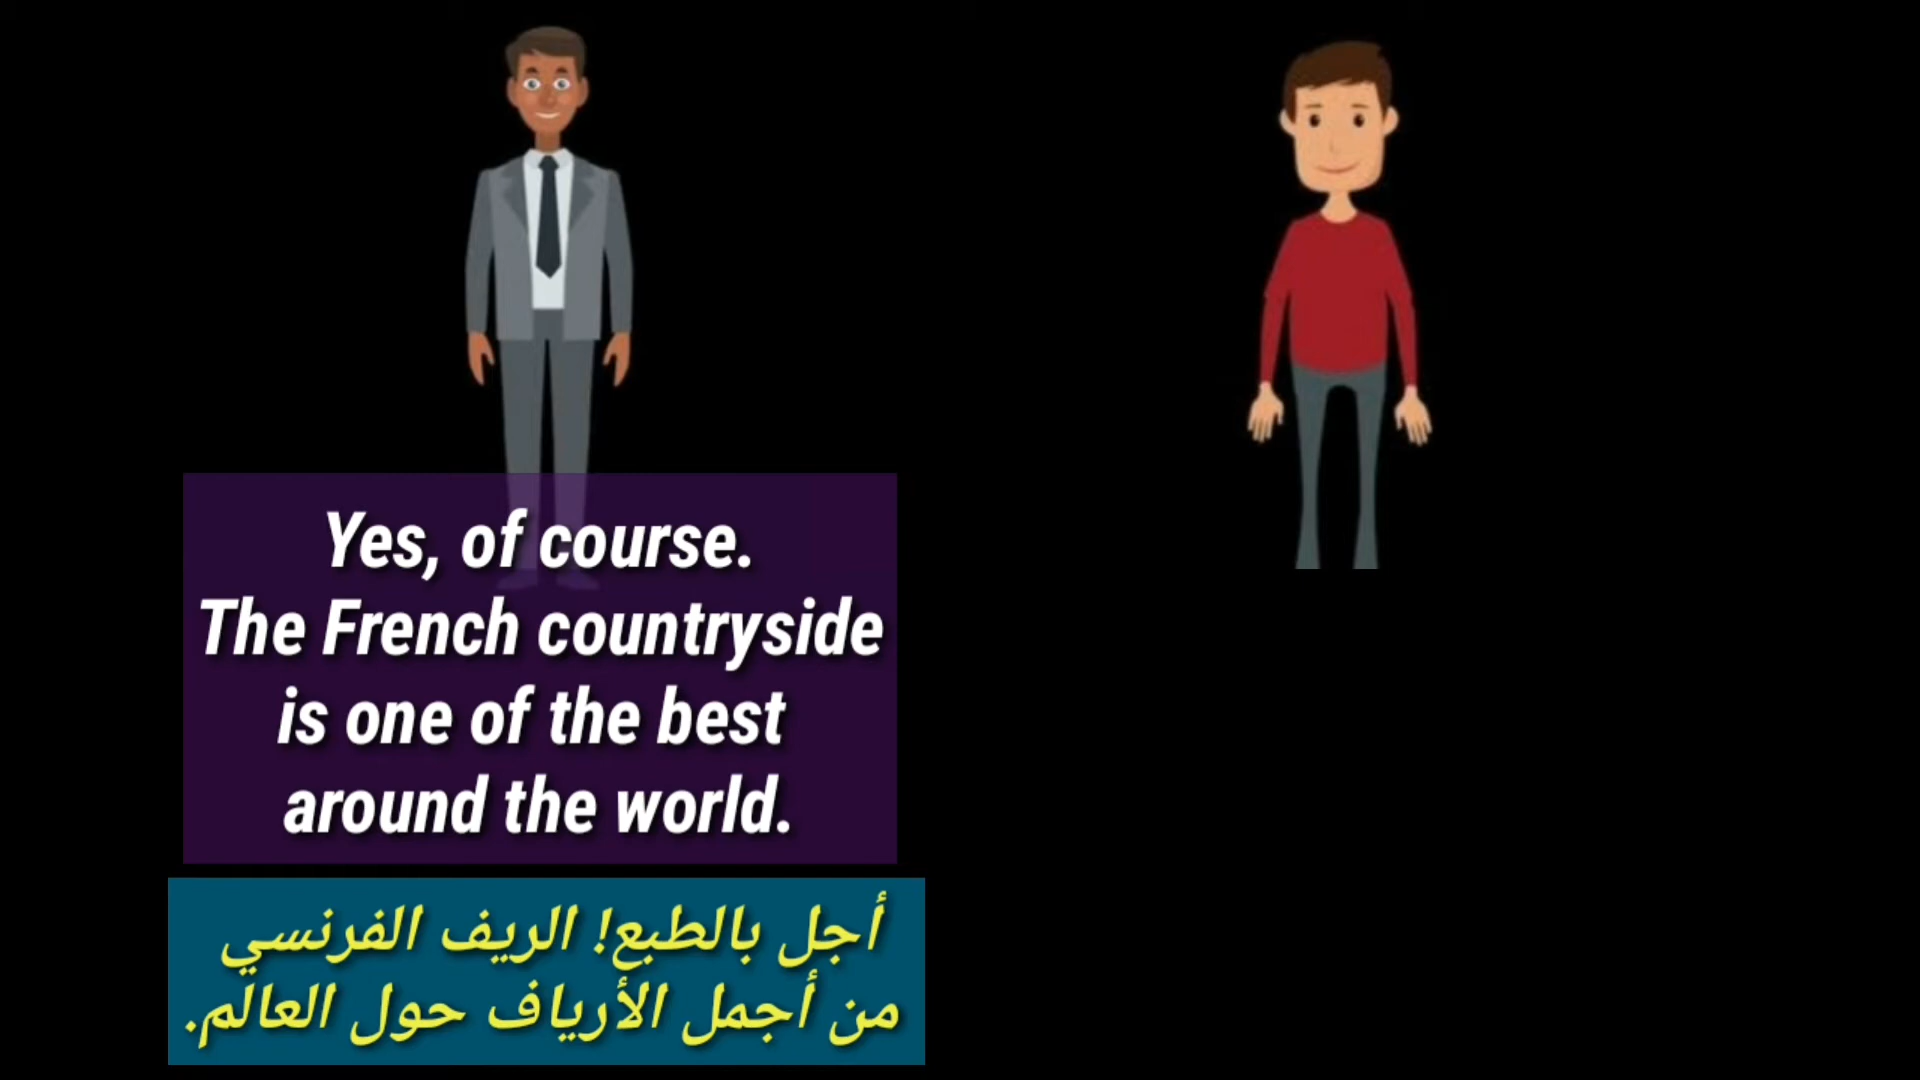 Yes, of course.
The French countryside
is one of the best
around the world.
أجل بالطبع! الريف الفرنسي
من أجمل الأرياف حول العالم.